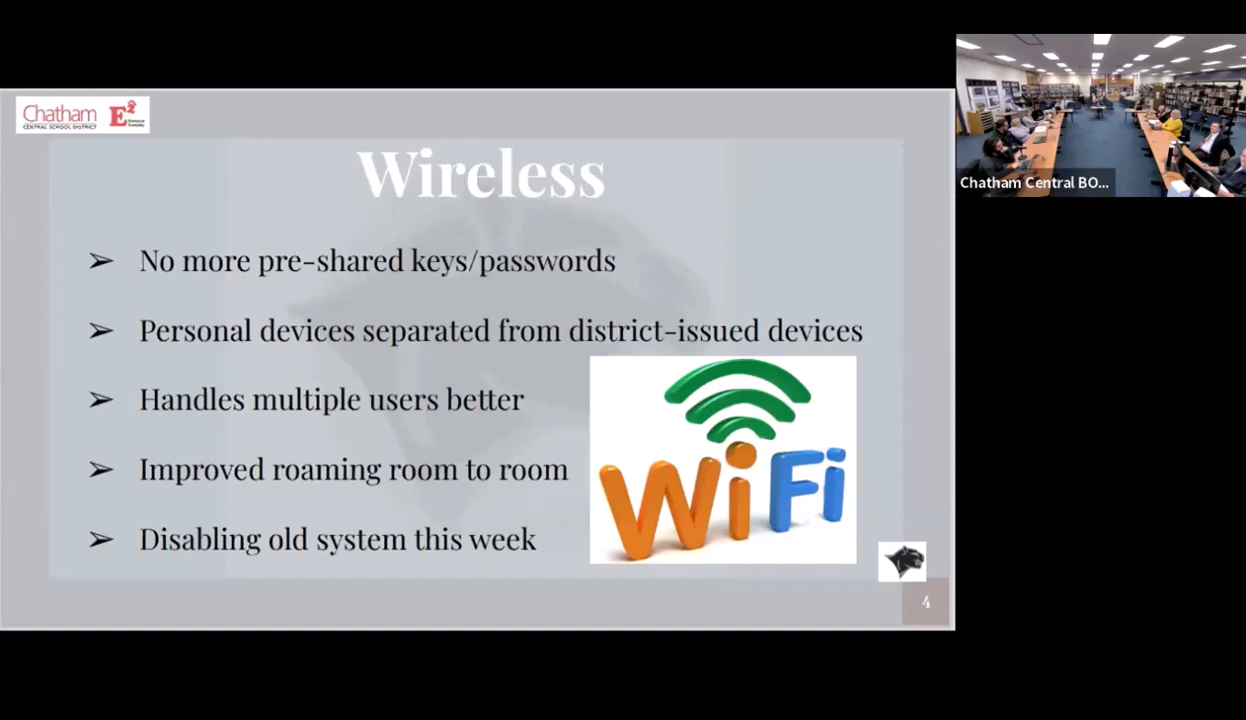 Chatham
CENTRAL SCHOOL DISTRICT
E²
Wireless
➢ No more pre-shared keys/passwords
➢ Personal devices separated from district-issued devices
➢ Handles multiple users better
➢ Improved roaming room to room
➢ Disabling old system this week
WiFi
4
Chatham Central BO...